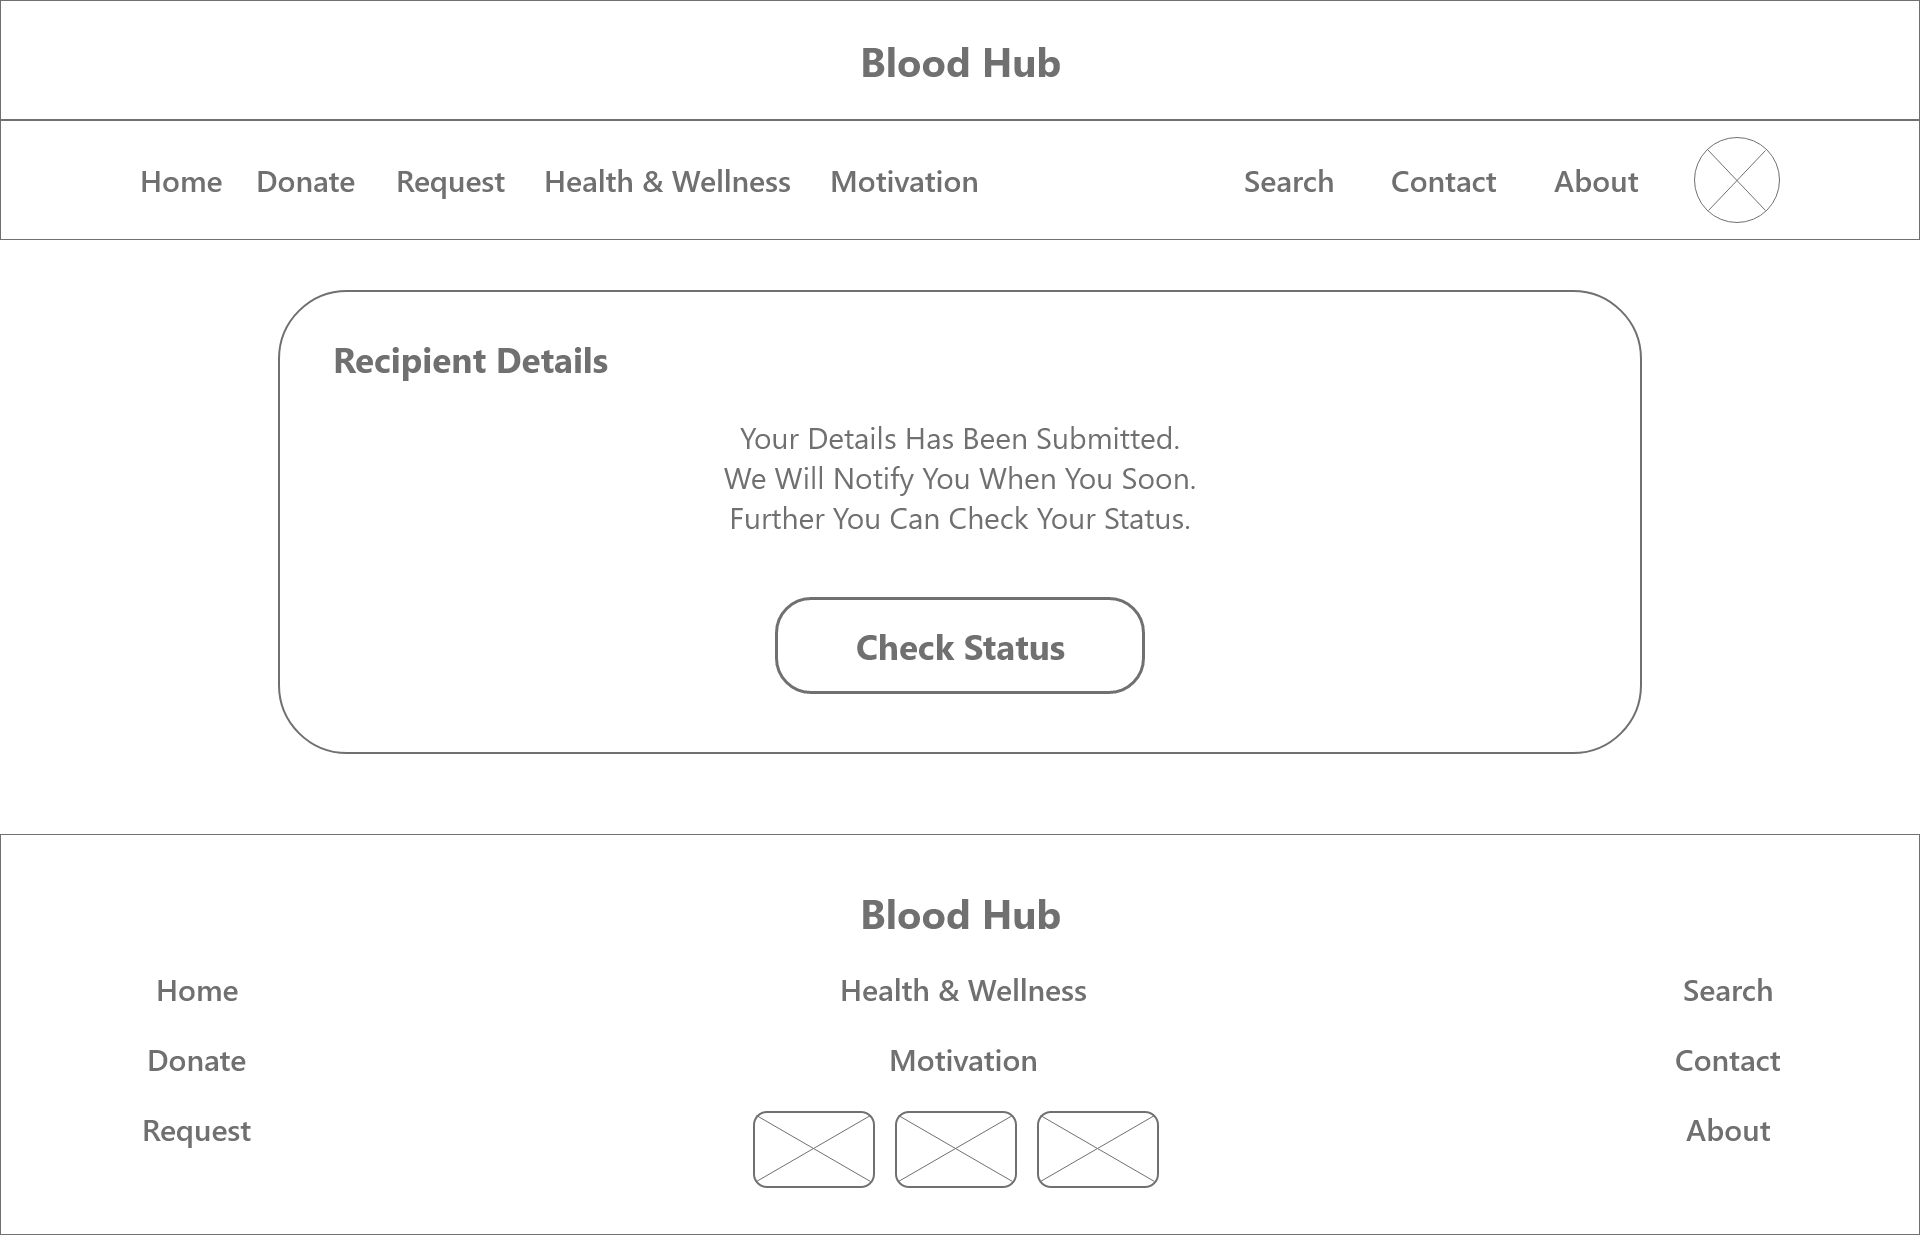 Blood Hub
Home Donate Request Health & Wellness Motivation Search Contact About
Recipient Details
Your Details Has Been Submitted.
We Will Notify You When You Soon.
Further You Can Check Your Status.
Check Status
Blood Hub
Home Health & Wellness Search
Donate Motivation Contact
Request About